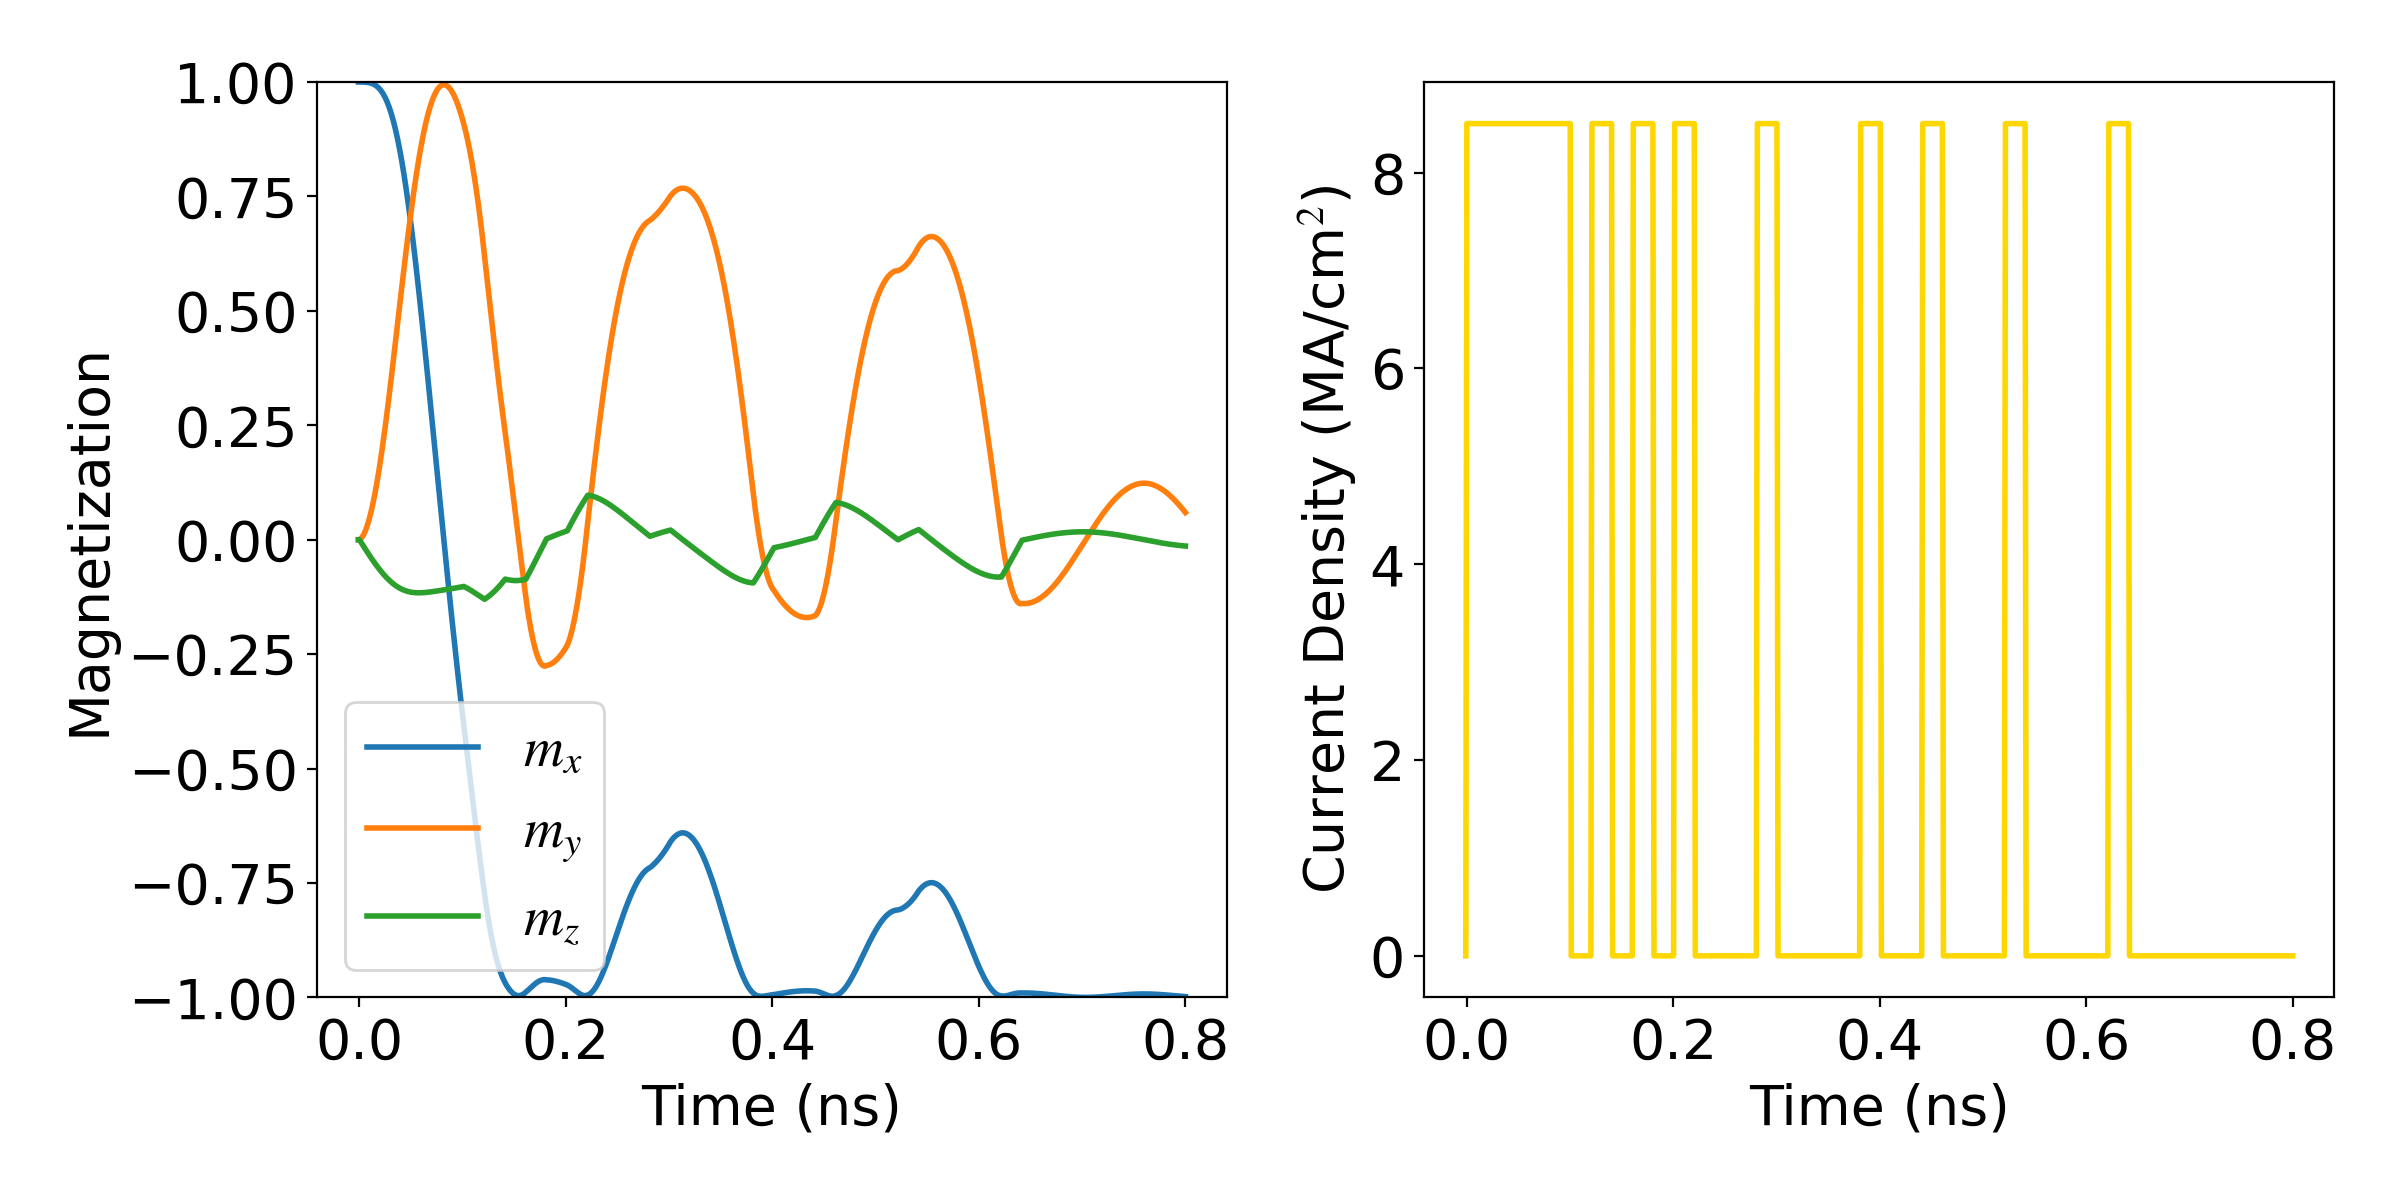 Magnetization
1.00
0.75
0.50
0.25
0.00
−0.25
−0.50
−0.75
−1.00
m_x
m_y
m_z
0.0 0.2 0.4 0.6 0.8
Time (ns)
Current Density (MA/cm²)
8
6
4
2
0
0.0 0.2 0.4 0.6 0.8
Time (ns)